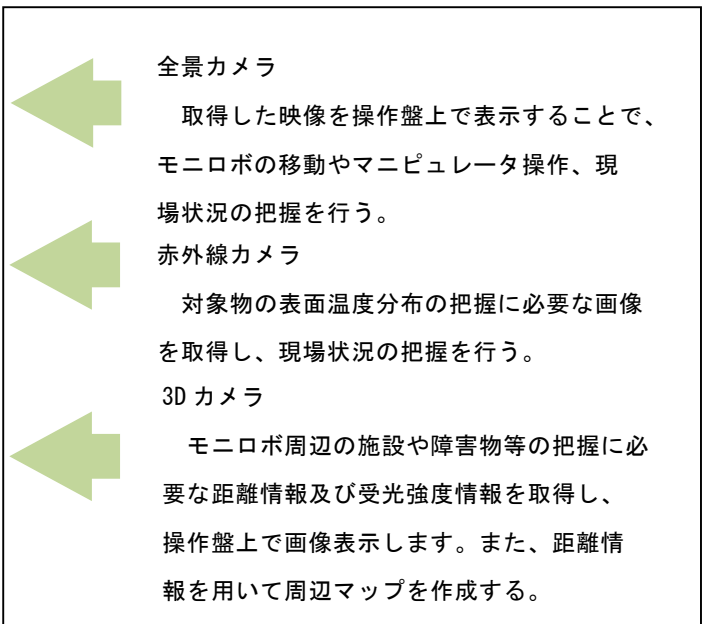 全景カメラ
取得した映像を操作盤上で表示することで、
モニロボの移動やマニピュレータ操作、現
場状況の把握を行う。
赤外線カメラ
対象物の表面温度分布の把握に必要な画像
を取得し、現場状況の把握を行う。
3D カメラ
モニロボ周辺の施設や障害物等の把握に必
要な距離情報及び受光強度情報を取得し、
操作盤上で画像表示します。また、距離情
報を用いて周辺マップを作成する。